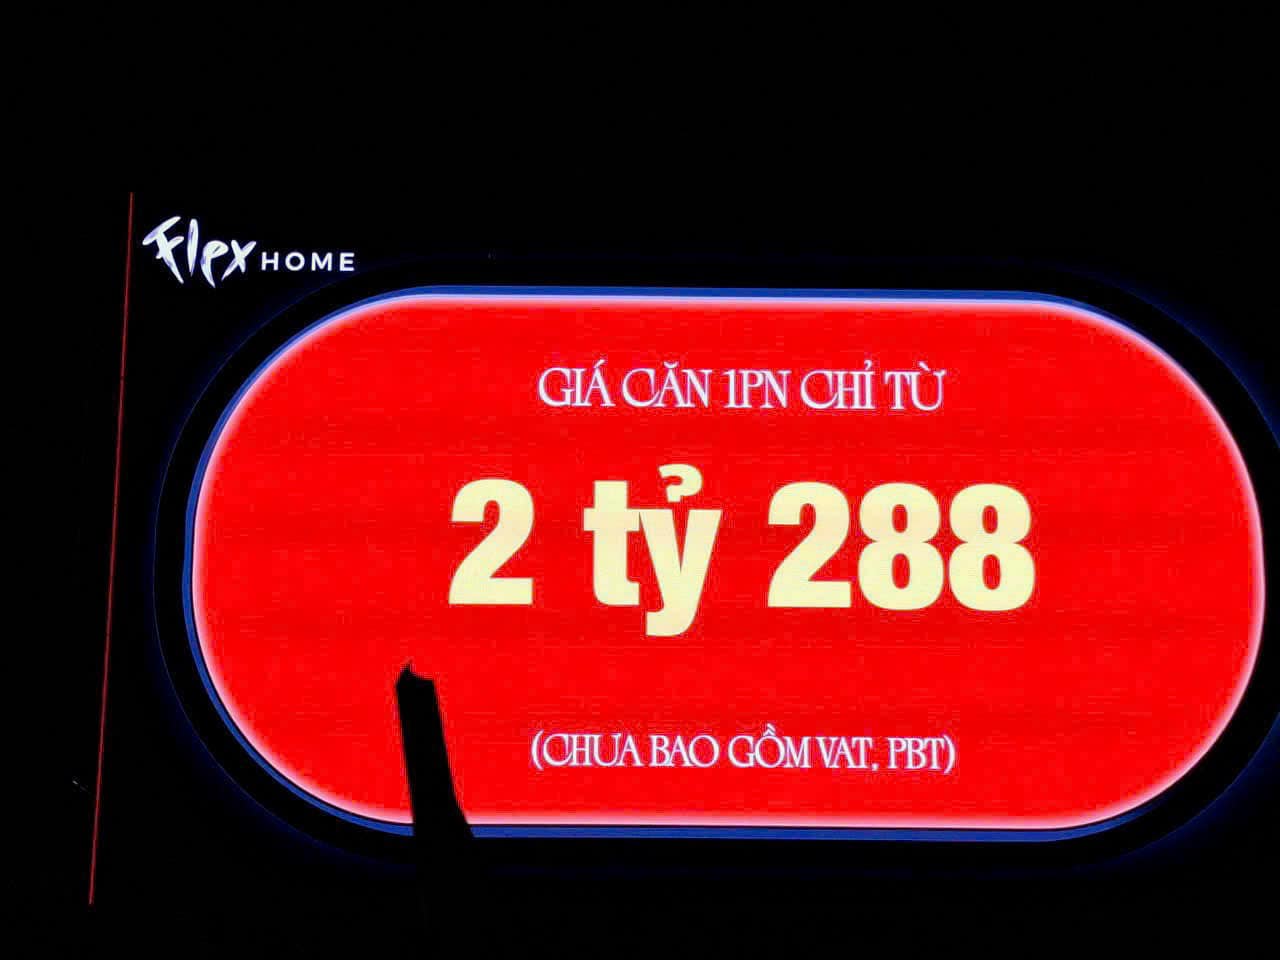 Flex HOME
GIÁ CĂN 1PN CHỈ TỪ
2 tỷ 288
(CHƯA BAO GỒM VAT, PBT)